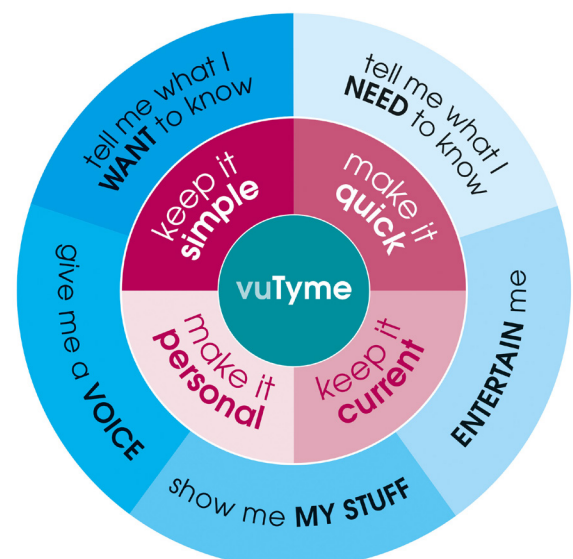 tell me what I
WANT to know
tell me what I
NEED to know
keep it
simple
make it
quick
vuTyme
give me a VOICE
make it
personal
keep it
current
ENTERTAIN me
show me MY STUFF